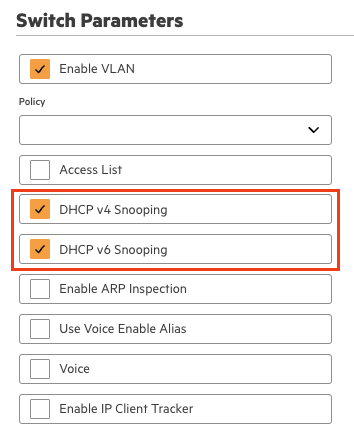 Switch Parameters
Enable VLAN
Policy
Access List
DHCP v4 Snooping
DHCP v6 Snooping
Enable ARP Inspection
Use Voice Enable Alias
Voice
Enable IP Client Tracker